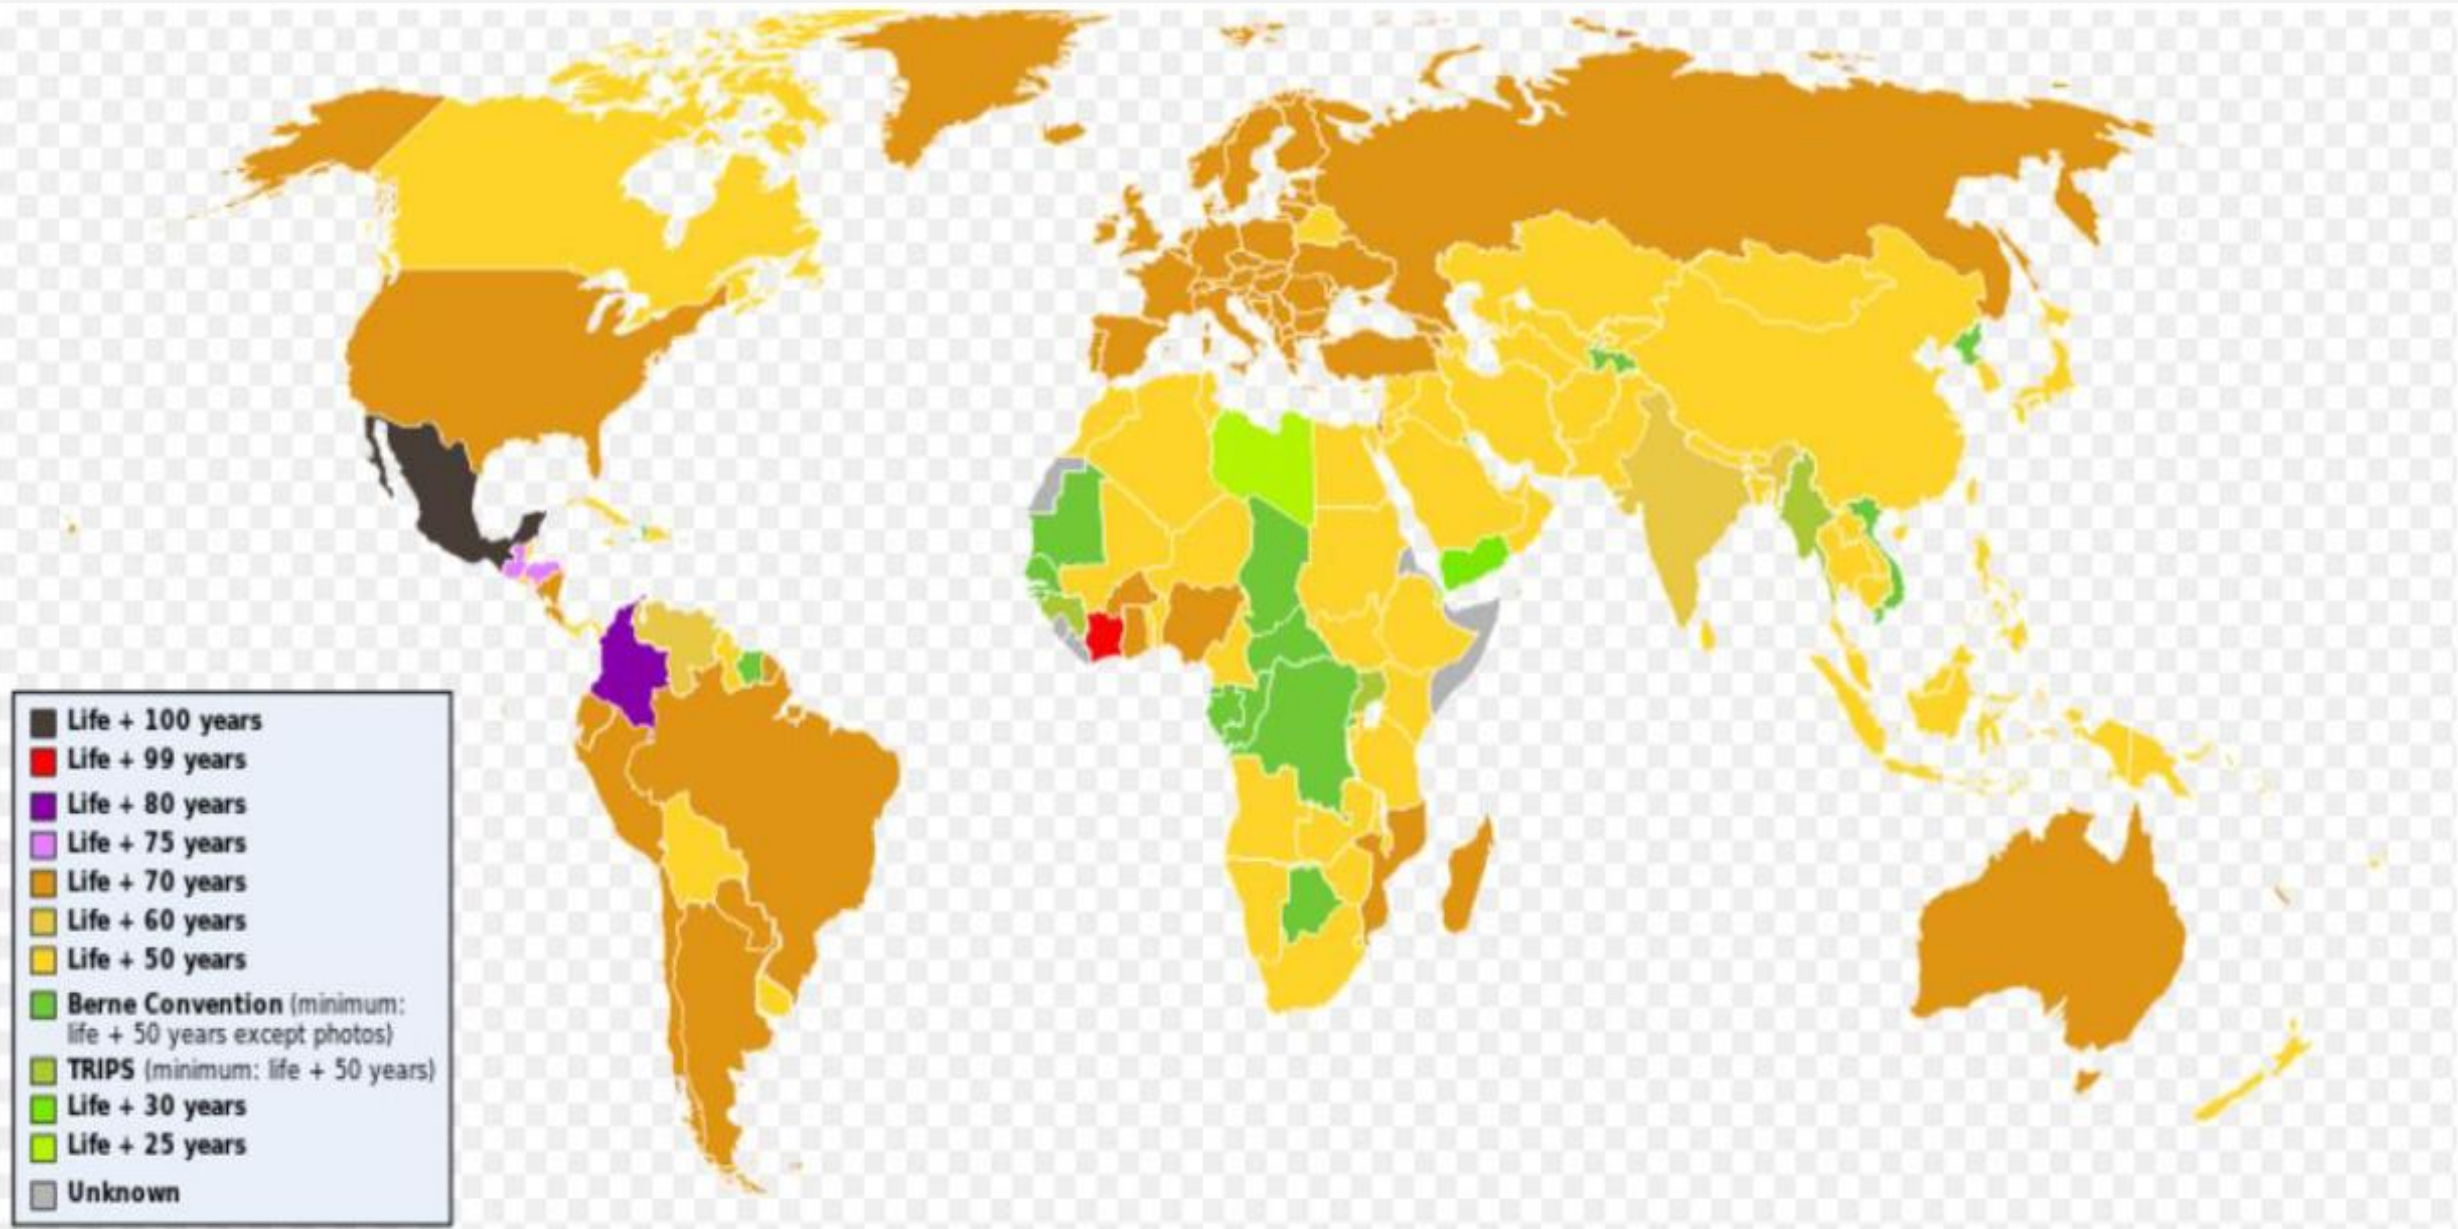 Life + 100 years
Life + 99 years
Life + 80 years
Life + 75 years
Life + 70 years
Life + 60 years
Life + 50 years
Berne Convention (minimum:
life + 50 years except photos)
TRIPS (minimum: life + 50 years)
Life + 30 years
Life + 25 years
Unknown